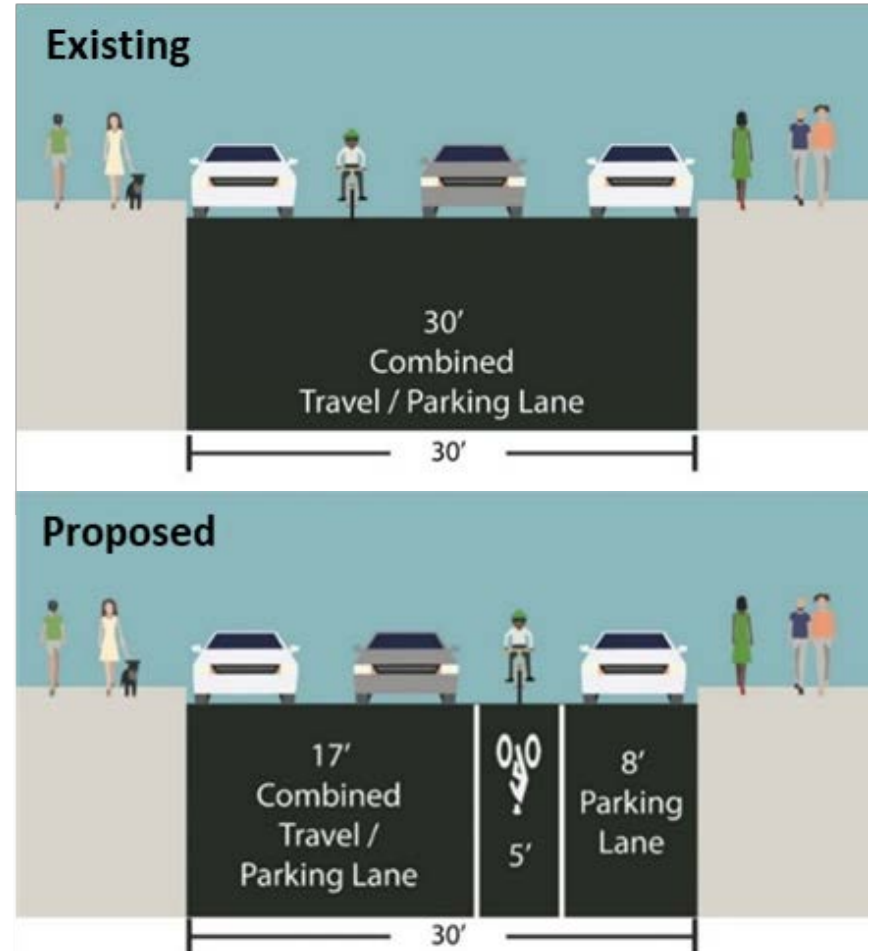 Existing
30′
Combined
Travel / Parking Lane
30′
Proposed
17′
Combined
Travel /
Parking Lane
5′
8′
Parking
Lane
30′